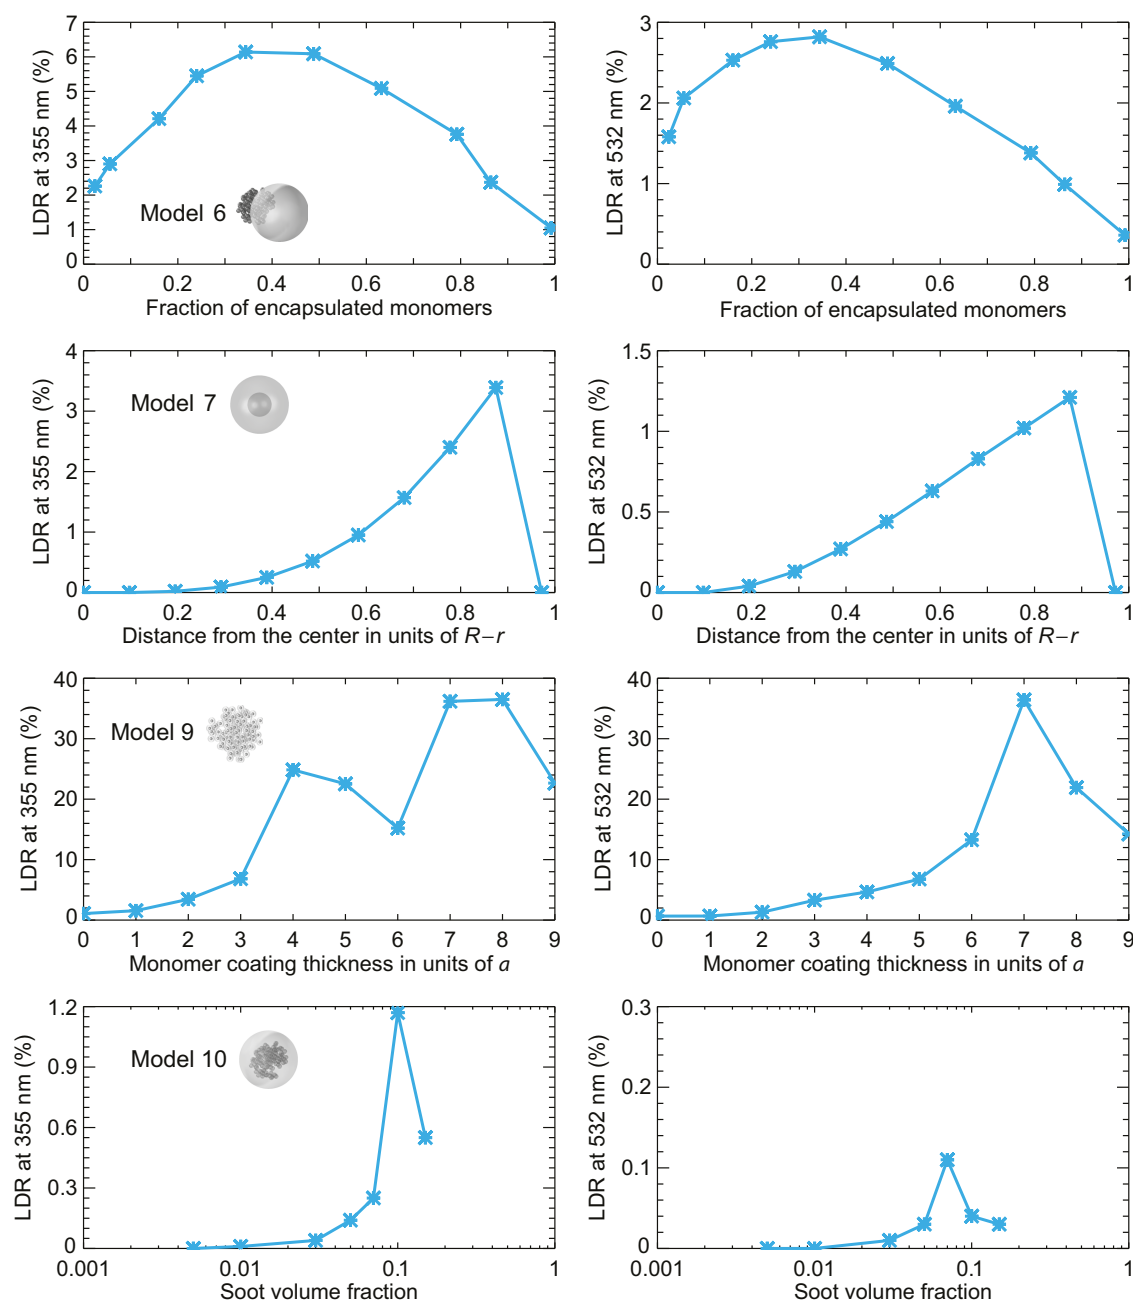 7
6
5
4
3
2
1
0
LDR at 355 nm (%)
Model 6
0 0.2 0.4 0.6 0.8 1
Fraction of encapsulated monomers
3
2
1
0
LDR at 532 nm (%)
0 0.2 0.4 0.6 0.8 1
Fraction of encapsulated monomers
4
3
2
1
0
LDR at 355 nm (%)
Model 7
0 0.2 0.4 0.6 0.8 1
Distance from the center in units of R–r
1.5
1
0.5
0
LDR at 532 nm (%)
0 0.2 0.4 0.6 0.8 1
Distance from the center in units of R–r
40
30
20
10
0
LDR at 355 nm (%)
Model 9
0 1 2 3 4 5 6 7 8 9
Monomer coating thickness in units of a
40
30
20
10
0
LDR at 532 nm (%)
0 1 2 3 4 5 6 7 8 9
Monomer coating thickness in units of a
1.2
0.9
0.6
0.3
0
LDR at 355 nm (%)
Model 10
0.001 0.01 0.1 1
Soot volume fraction
0.3
0.2
0.1
0
LDR at 532 nm (%)
0.001 0.01 0.1 1
Soot volume fraction